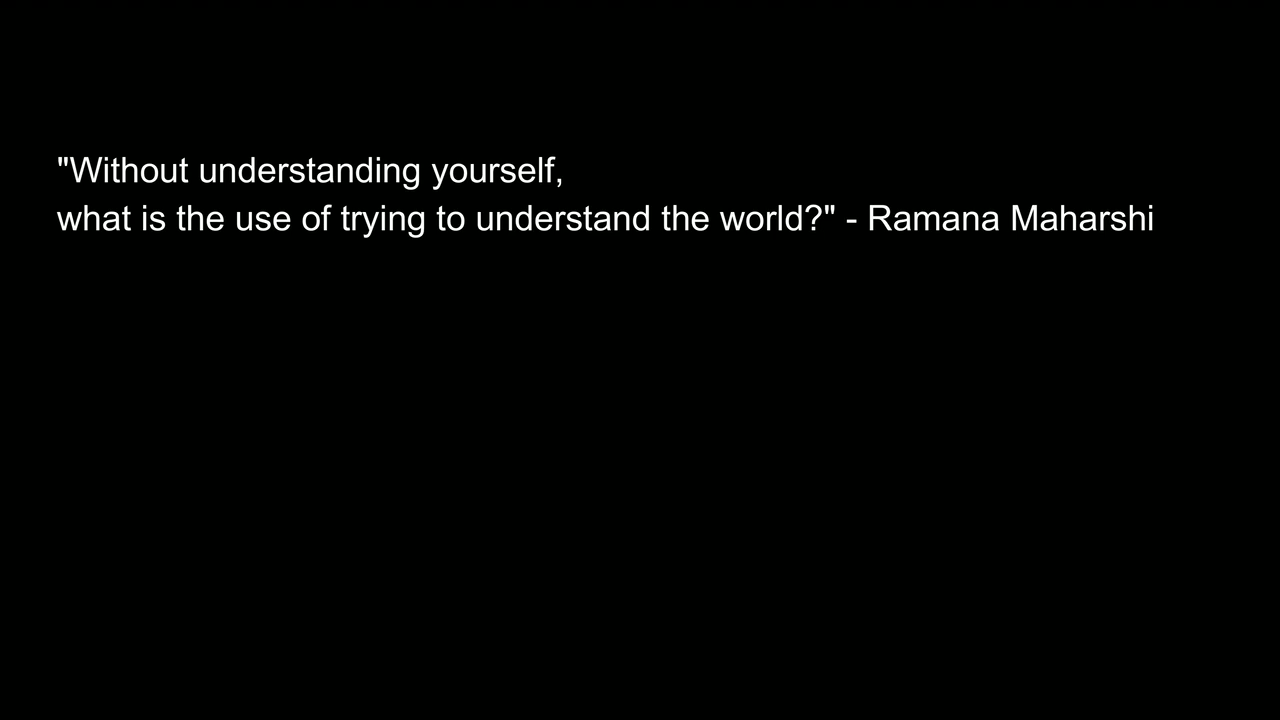 "Without understanding yourself,
what is the use of trying to understand the world?" - Ramana Maharshi